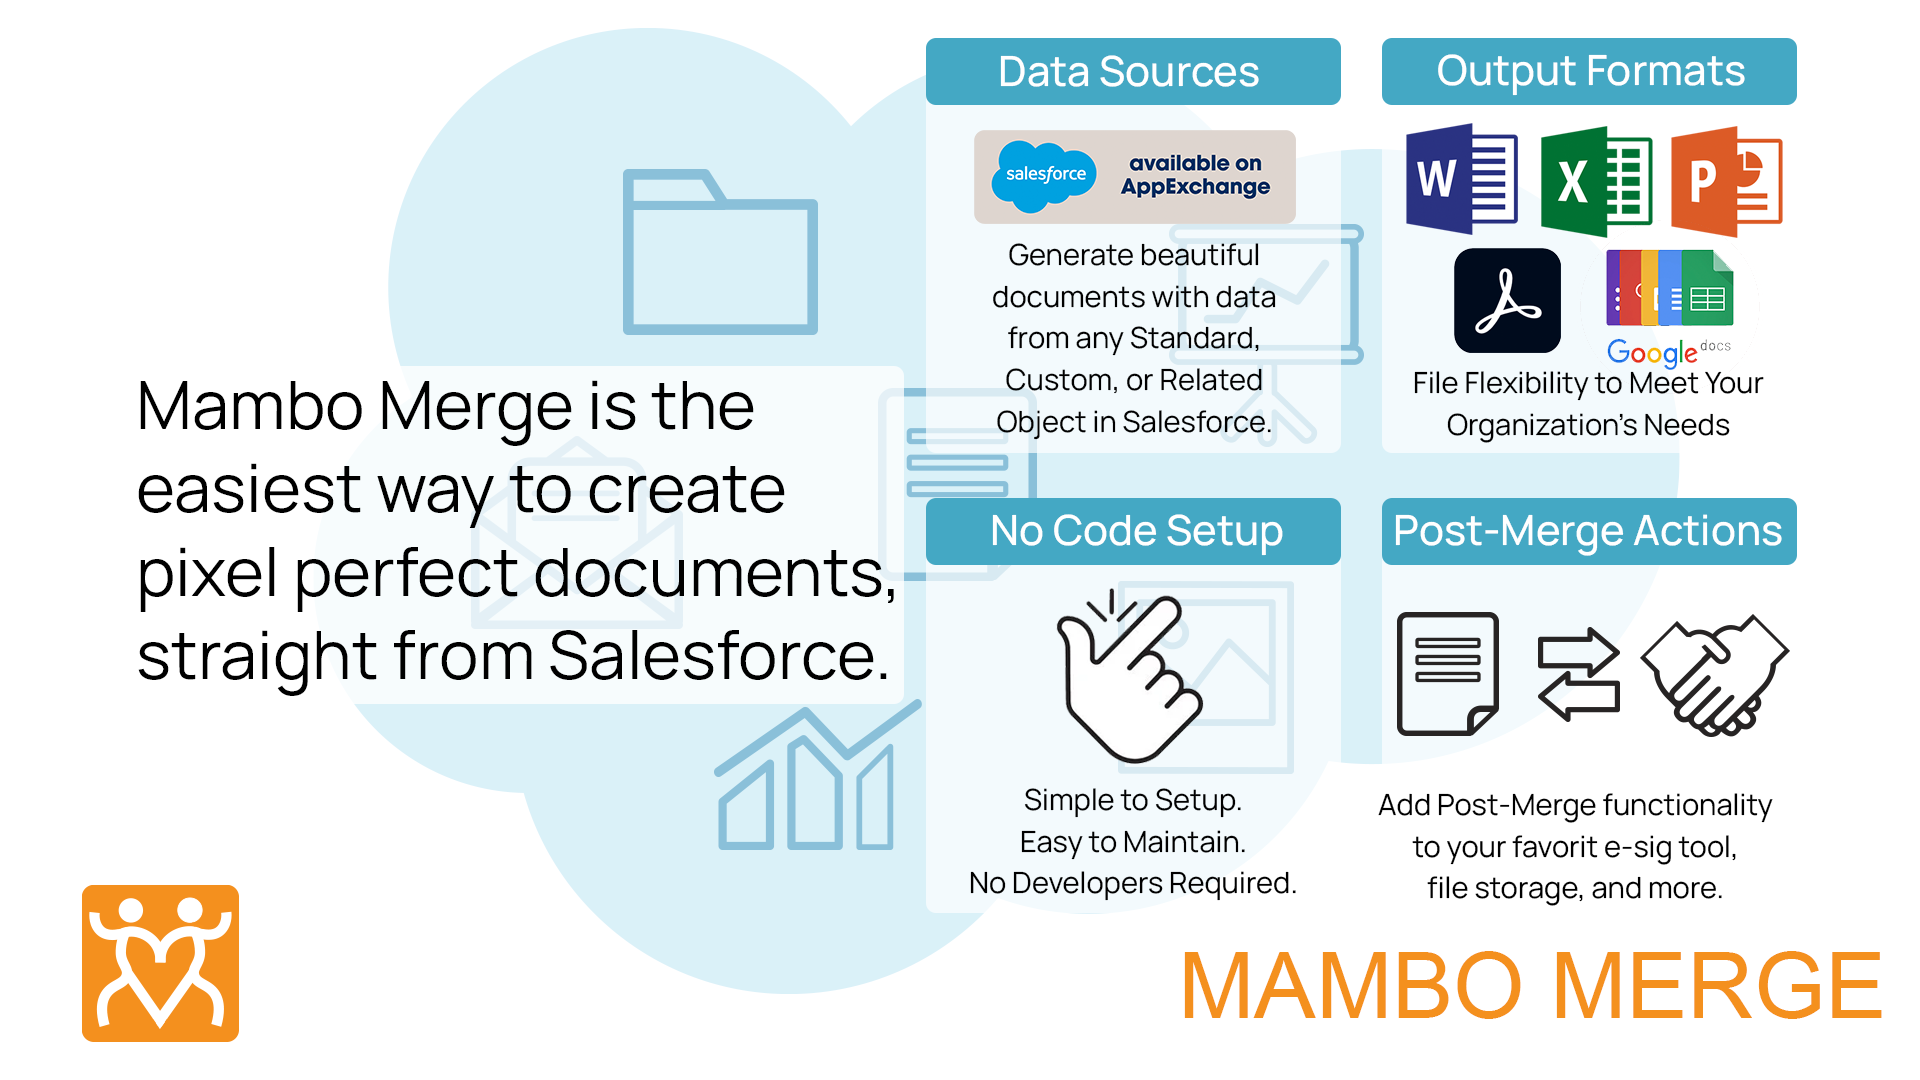 Mambo Merge is the
easiest way to create
pixel perfect documents,
straight from Salesforce.
Data Sources
salesforce
available on
AppExchange
Generate beautiful
documents with data
from any Standard,
Custom, or Related
Object in Salesforce.
Output Formats
W
X
P
Google docs
File Flexibility to Meet Your
Organization's Needs
No Code Setup
Simple to Setup.
Easy to Maintain.
No Developers Required.
Post-Merge Actions
Add Post-Merge functionality
to your favorit e-sig tool,
file storage, and more.
MAMBO MERGE